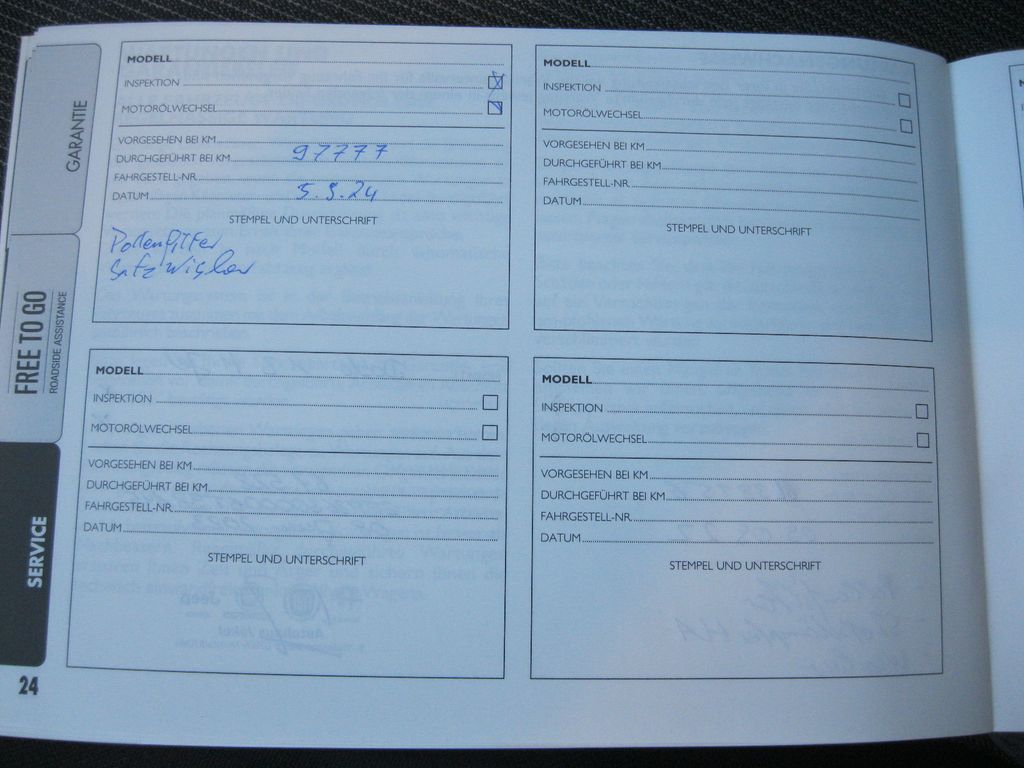 GARANTIE
FREE TO GO
ROADSIDE ASSISTANCE
SERVICE
24
MODELL
INSPEKTION
MOTORÖLWECHSEL
VORGESEHEN BEI KM
DURCHGEFÜHRT BEI KM 97777
FAHRGESTELL-NR.
DATUM 5.9.24
STEMPEL UND UNTERSCHRIFT
Pollenfilter
Satz Wischer
MODELL
INSPEKTION
MOTORÖLWECHSEL
VORGESEHEN BEI KM
DURCHGEFÜHRT BEI KM
FAHRGESTELL-NR.
DATUM
STEMPEL UND UNTERSCHRIFT
MODELL
INSPEKTION
MOTORÖLWECHSEL
VORGESEHEN BEI KM
DURCHGEFÜHRT BEI KM
FAHRGESTELL-NR.
DATUM
STEMPEL UND UNTERSCHRIFT
MODELL
INSPEKTION
MOTORÖLWECHSEL
VORGESEHEN BEI KM
DURCHGEFÜHRT BEI KM
FAHRGESTELL-NR.
DATUM
STEMPEL UND UNTERSCHRIFT